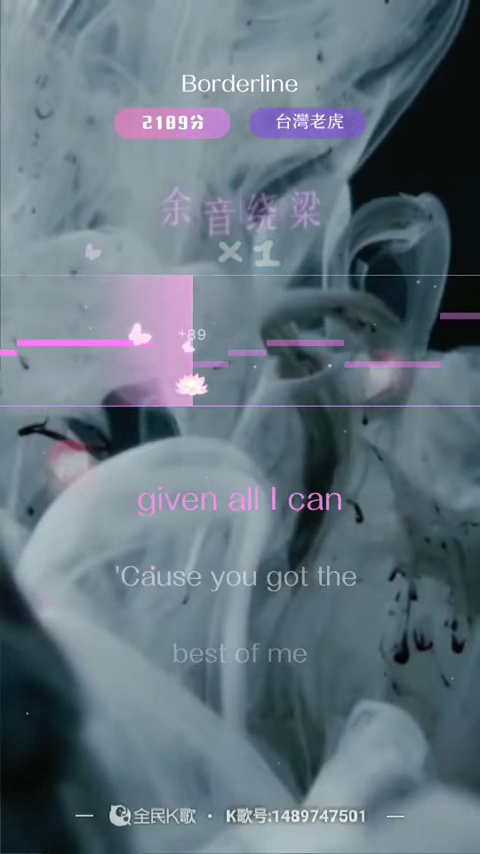 Borderline
2189分 台灣老虎
余音绕梁
×1
+89
given all I can
'Cause you got the
best of me
— 全民K歌 · K歌号:1489747501 —